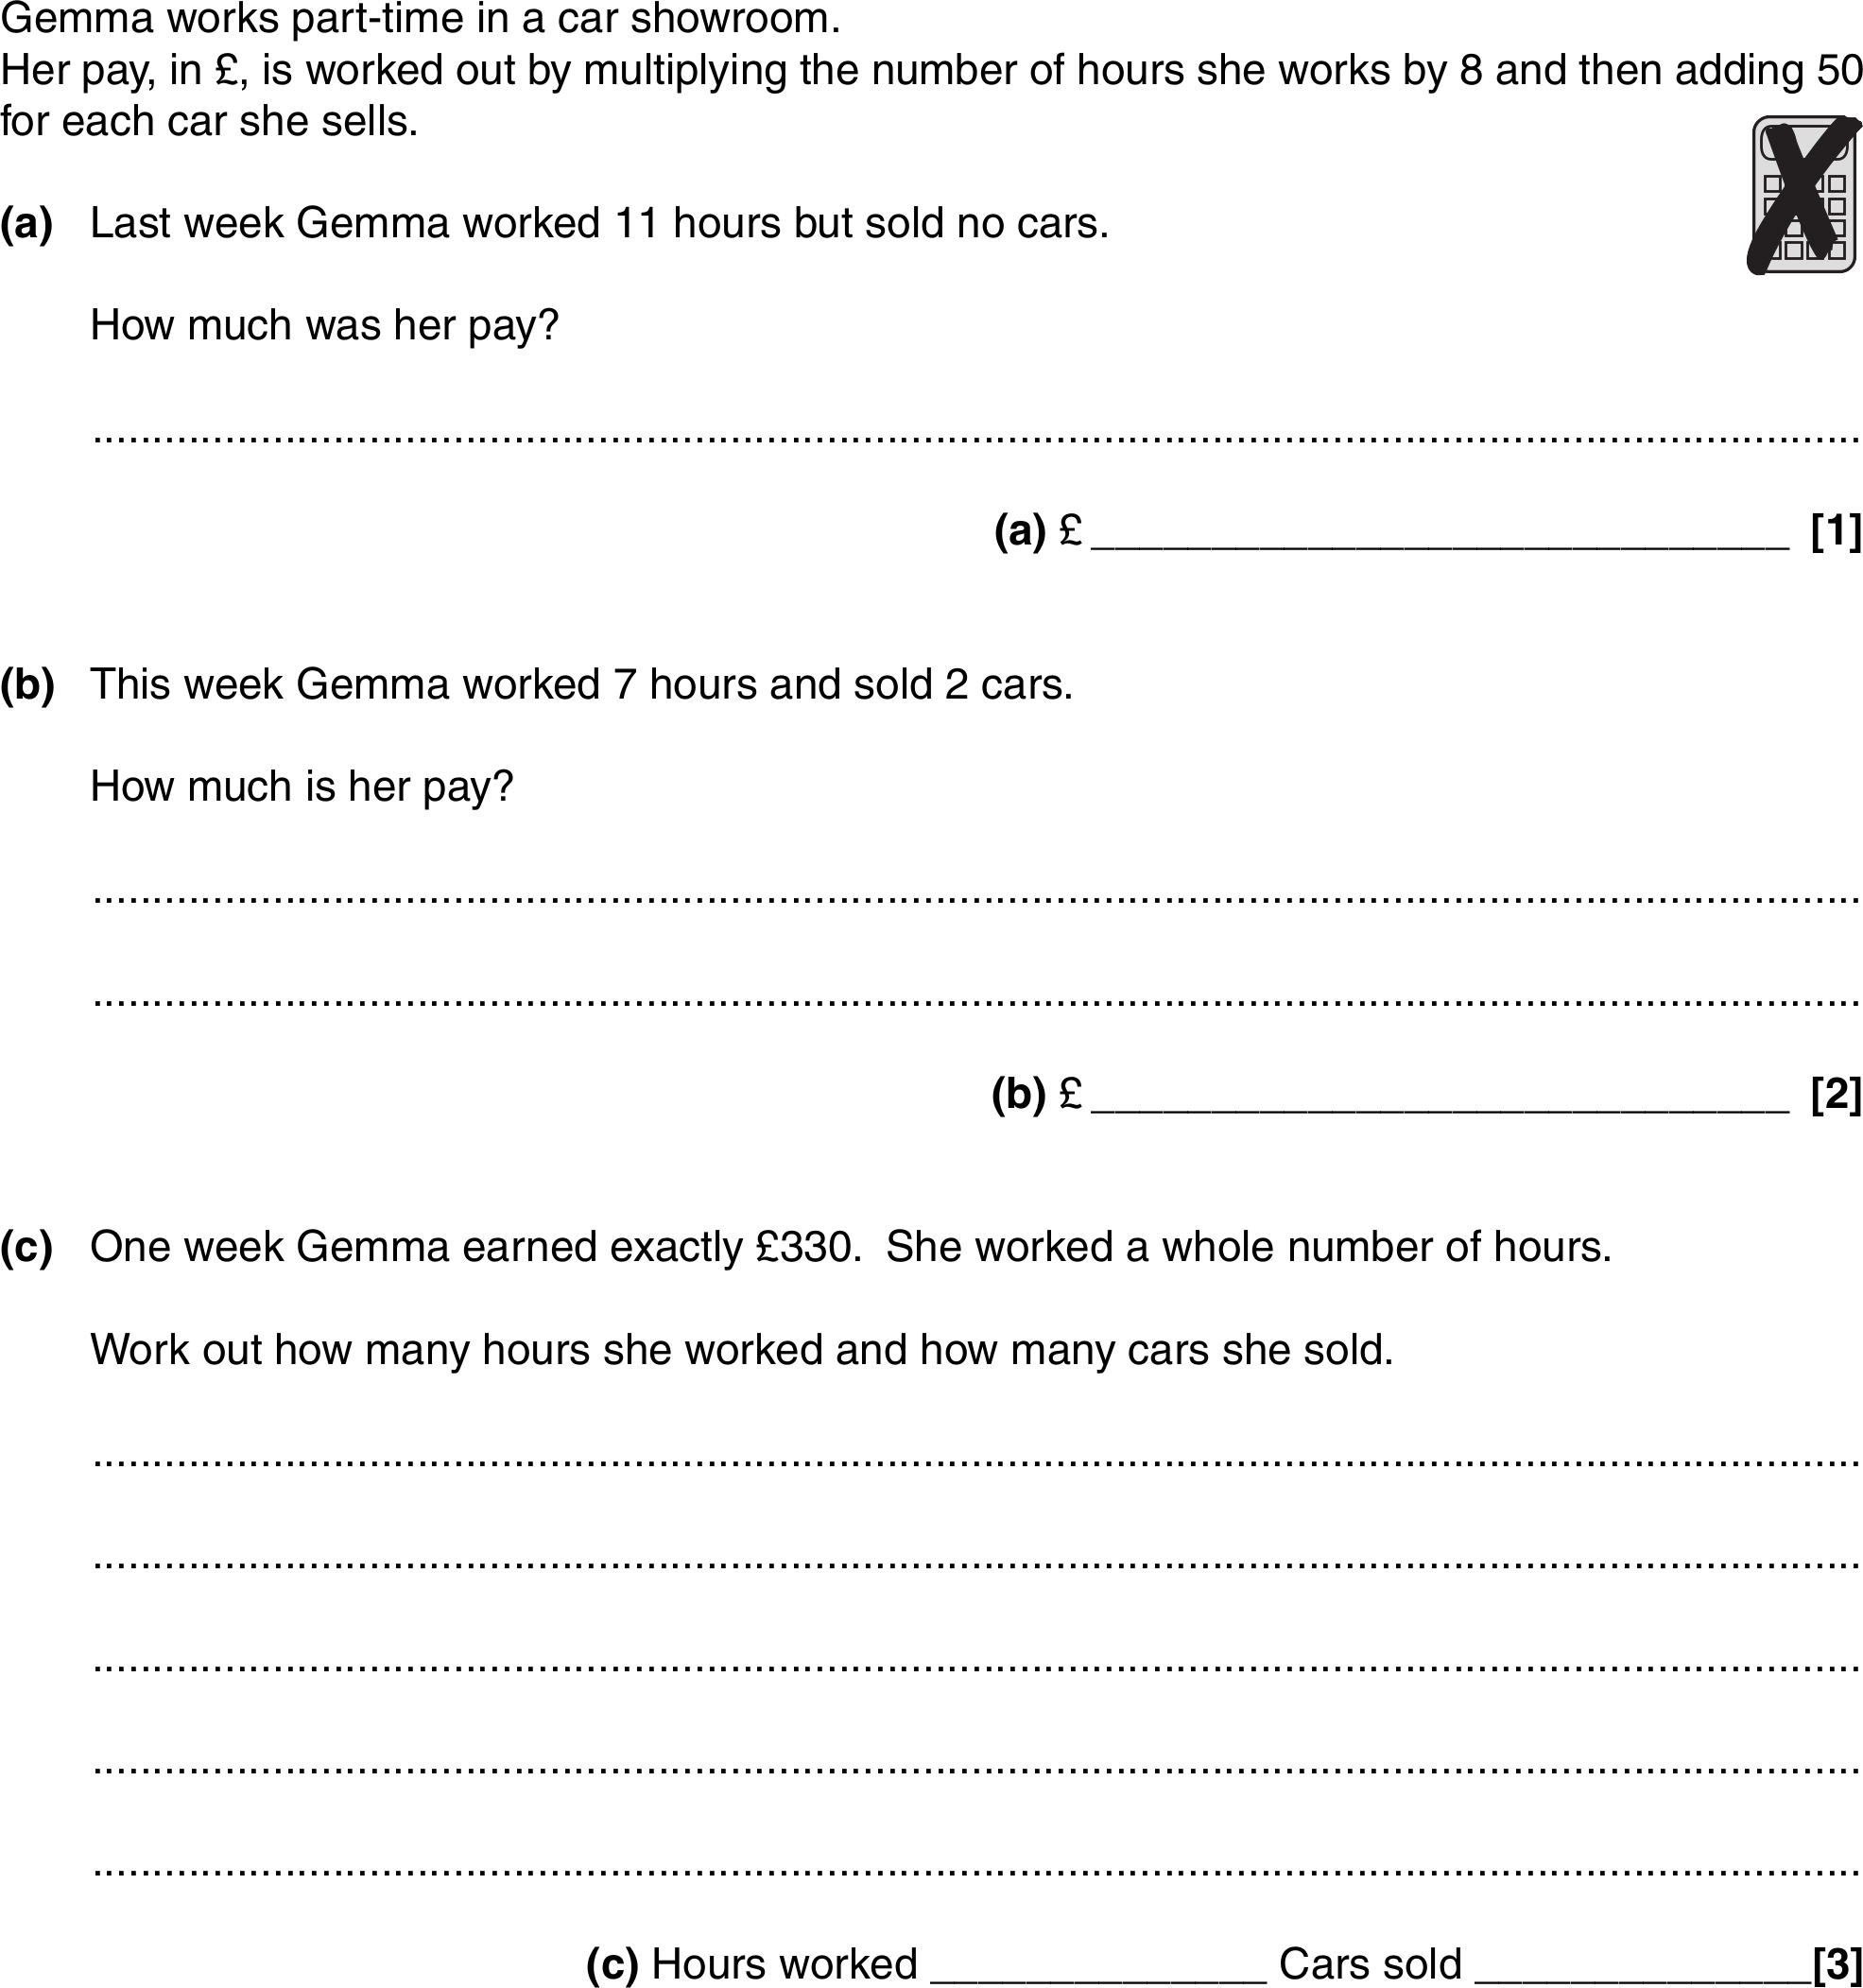 Gemma works part-time in a car showroom.
Her pay, in £, is worked out by multiplying the number of hours she works by 8 and then adding 50
for each car she sells.
(a) Last week Gemma worked 11 hours but sold no cars.
How much was her pay?
................................................................................
(a) £ ______________________________ [1]
(b) This week Gemma worked 7 hours and sold 2 cars.
How much is her pay?
................................................................................
................................................................................
(b) £ ______________________________ [2]
(c) One week Gemma earned exactly £330. She worked a whole number of hours.
Work out how many hours she worked and how many cars she sold.
................................................................................
................................................................................
................................................................................
................................................................................
................................................................................
(c) Hours worked ______________ Cars sold ______________[3]